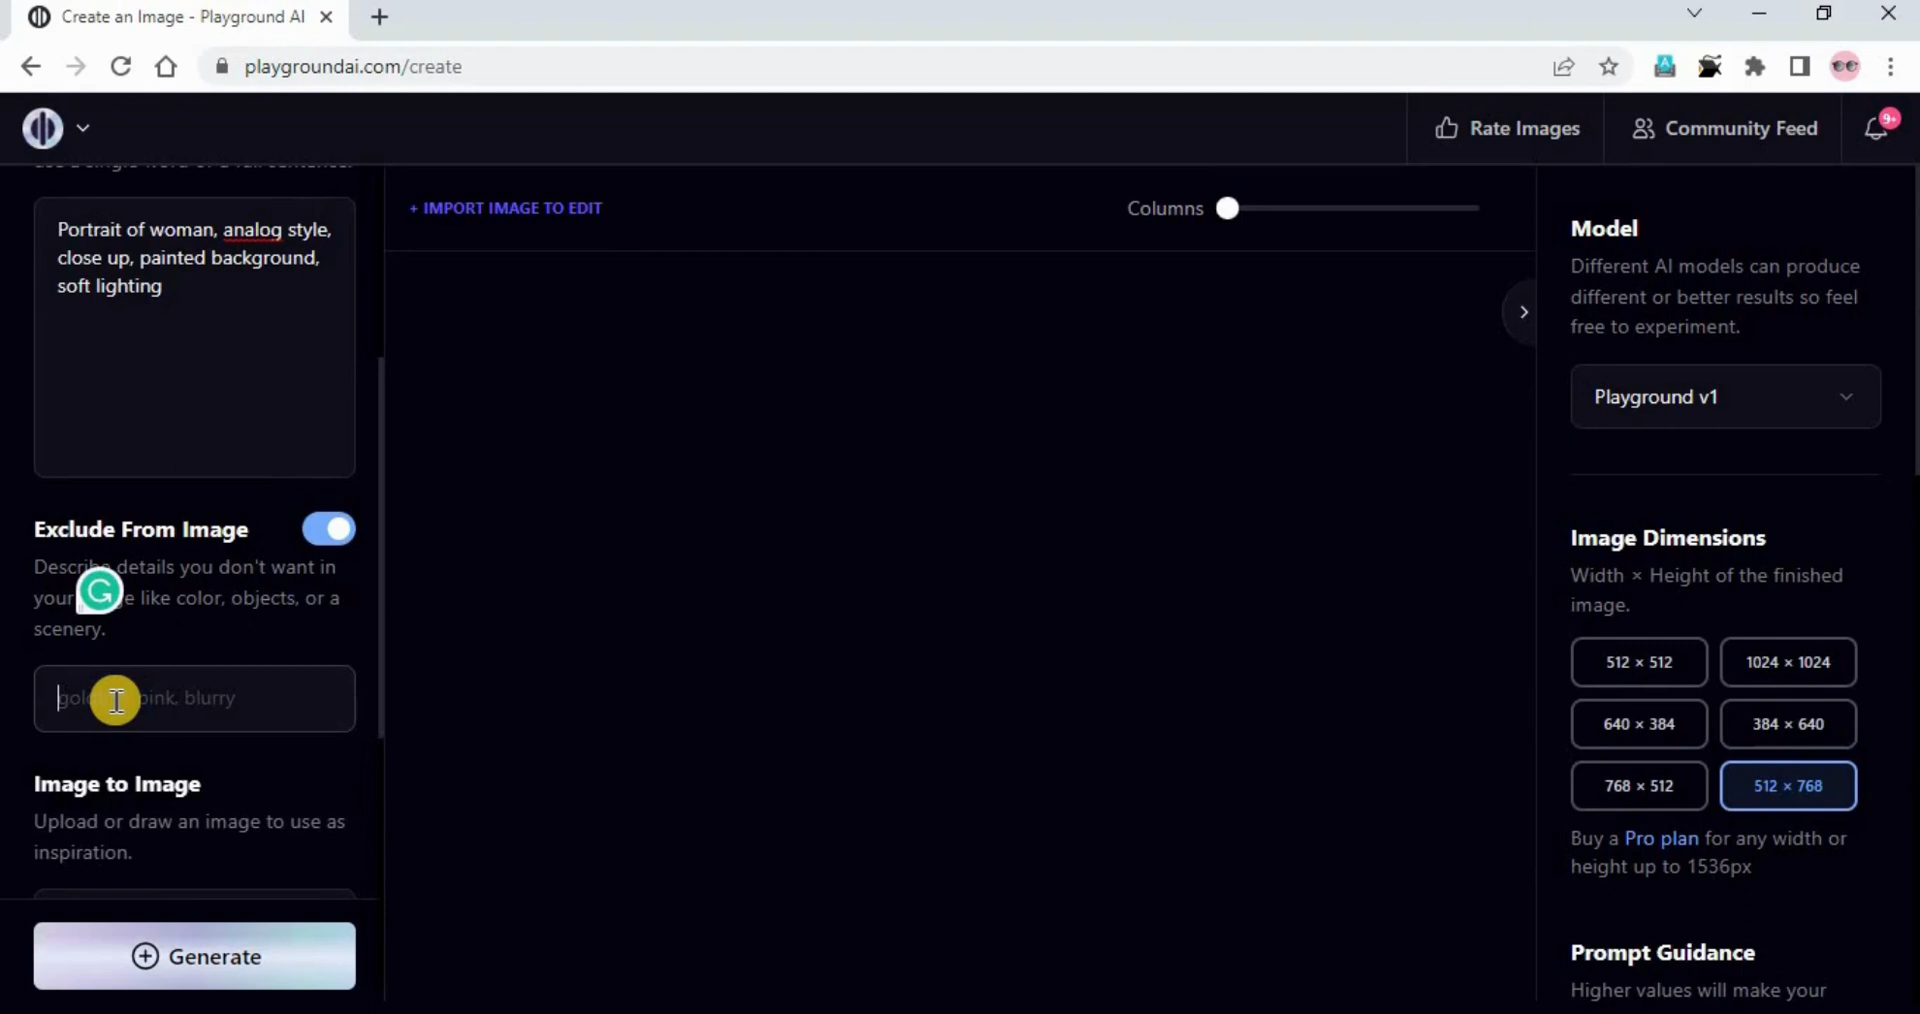 Create an Image - Playground AI
playgroundai.com/create
Rate Images
Community Feed
9+
Portrait of woman, analog style,
close up, painted background,
soft lighting
Exclude From Image
Describe details you don't want in
your like color, objects, or a
scenery.
pink, blurry
Image to Image
Upload or draw an image to use as
inspiration.
Generate
+ IMPORT IMAGE TO EDIT
Columns
Model
Different AI models can produce
different or better results so feel
free to experiment.
Playground v1
Image Dimensions
Width × Height of the finished
image.
512 × 512
1024 × 1024
640 × 384
384 × 640
768 × 512
512 × 768
Buy a Pro plan for any width or
height up to 1536px
Prompt Guidance
Higher values will make your